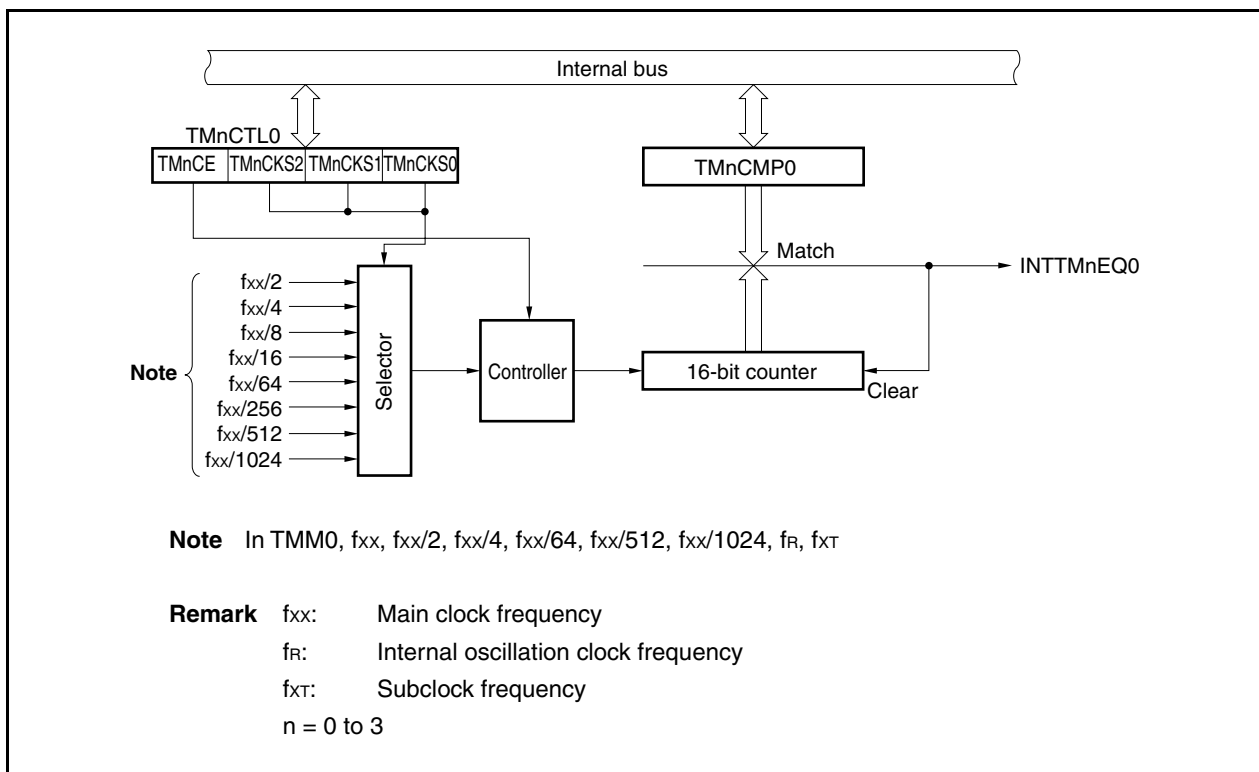 Internal bus
TMnCTL0
TMnCE TMnCKS2 TMnCKS1 TMnCKS0
TMnCMP0
Match
INTTMnEQ0
Note
fxx/2
fxx/4
fxx/8
fxx/16
fxx/64
fxx/256
fxx/512
fxx/1024
Selector
Controller
16-bit counter
Clear
Note In TMM0, fxx, fxx/2, fxx/4, fxx/64, fxx/512, fxx/1024, fR, fXT
Remark fxx: Main clock frequency
fR: Internal oscillation clock frequency
fXT: Subclock frequency
n = 0 to 3